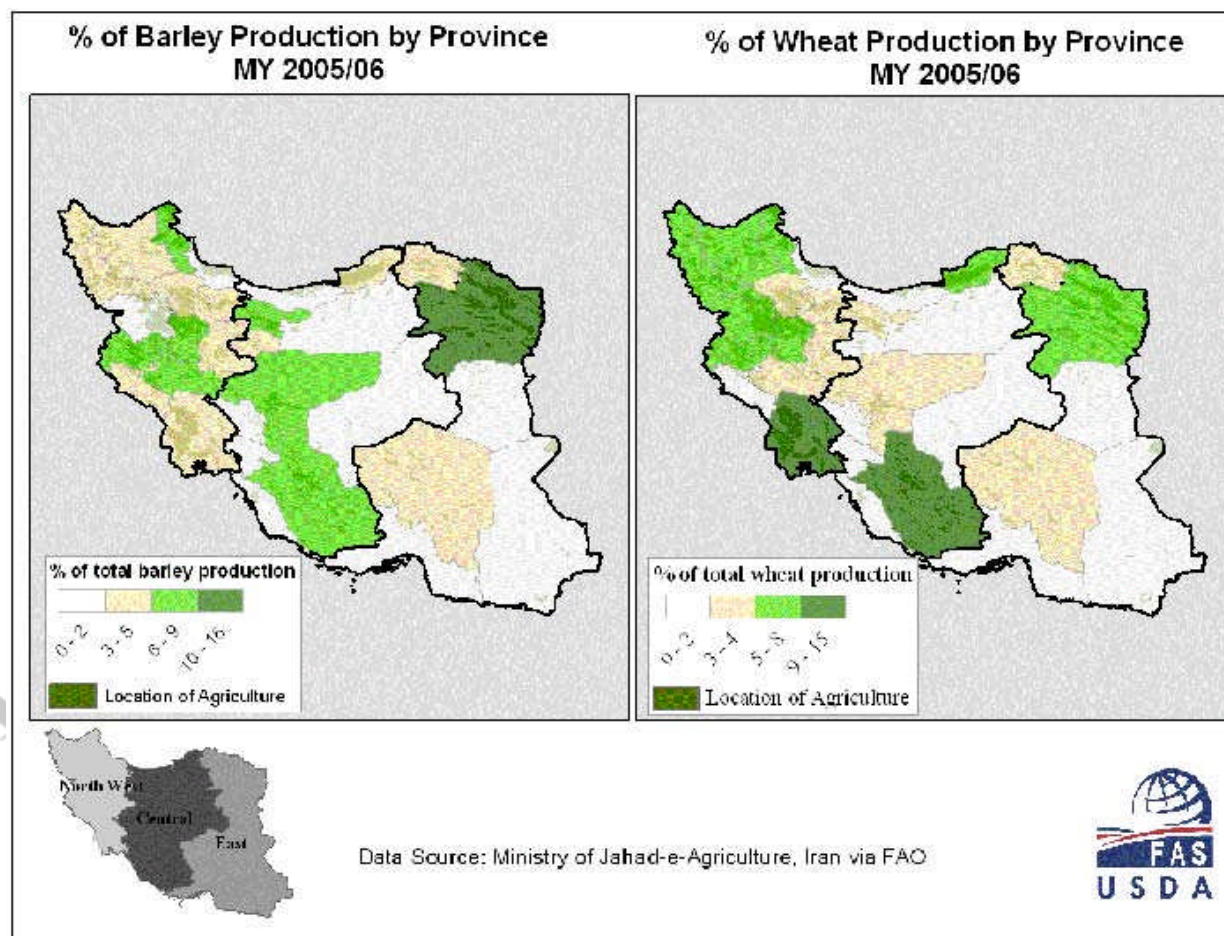 % of Barley Production by Province
MY 2005/06
% of Wheat Production by Province
MY 2005/06
% of total barley production
0 - 2
3 - 5
6 - 9
10 - 16
Location of Agriculture
% of total wheat production
0 - 2
3 - 4
5 - 8
9 - 15
Location of Agriculture
North West
Central
East
Data Source: Ministry of Jahad-e-Agriculture, Iran via FAO
FAS
USDA